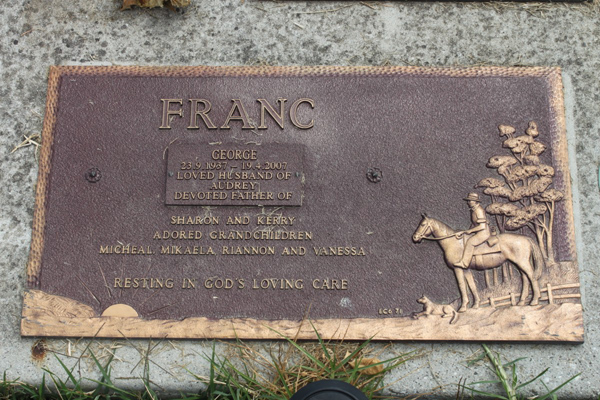 FRANC
GEORGE
23.9.1937 – 19.4.2007
LOVED HUSBAND OF
AUDREY
DEVOTED FATHER OF
SHARON AND KERRY
ADORED GRANDCHILDREN
MICHEAL, MIKAELA, RIANNON AND VANESSA
RESTING IN GOD'S LOVING CARE